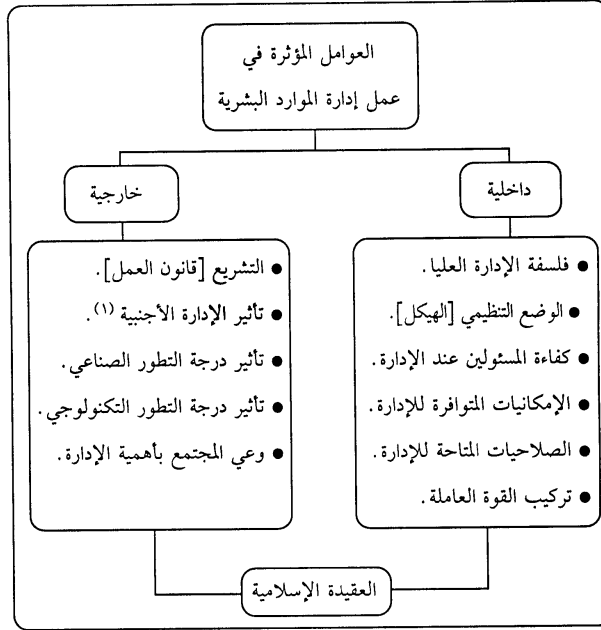 العوامل المؤثرة في
عمل إدارة الموارد البشرية
داخلية
● فلسفة الإدارة العليا.
● الوضع التنظيمي [الهيكل].
● كفاءة المسئولين عند الإدارة.
● الإمكانيات المتوافرة للإدارة.
● الصلاحيات المتاحة للإدارة.
● تركيب القوة العاملة.
خارجية
● التشريع [قانون العمل].
● تأثير الإدارة الأجنبية (١).
● تأثير درجة التطور الصناعي.
● تأثير درجة التطور التكنولوجي.
● وعي المجتمع بأهمية الإدارة.
العقيدة الإسلامية